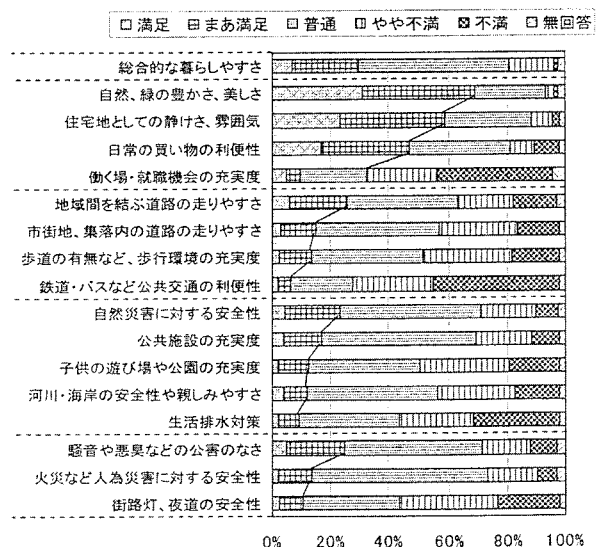 満足 まあ満足 普通 やや不満 不満 無回答
総合的な暮らしやすさ
自然、緑の豊かさ、美しさ
住宅地としての静けさ、雰囲気
日常の買い物の利便性
働く場・就職機会の充実度
地域間を結ぶ道路の走りやすさ
市街地、集落内の道路の走りやすさ
歩道の有無など、歩行環境の充実度
鉄道・バスなど公共交通の利便性
自然災害に対する安全性
公共施設の充実度
子供の遊び場や公園の充実度
河川・海岸の安全性や親しみやすさ
生活排水対策
騒音や悪臭などの公害のなさ
火災など人為災害に対する安全性
街路灯、夜道の安全性
0% 20% 40% 60% 80% 100%